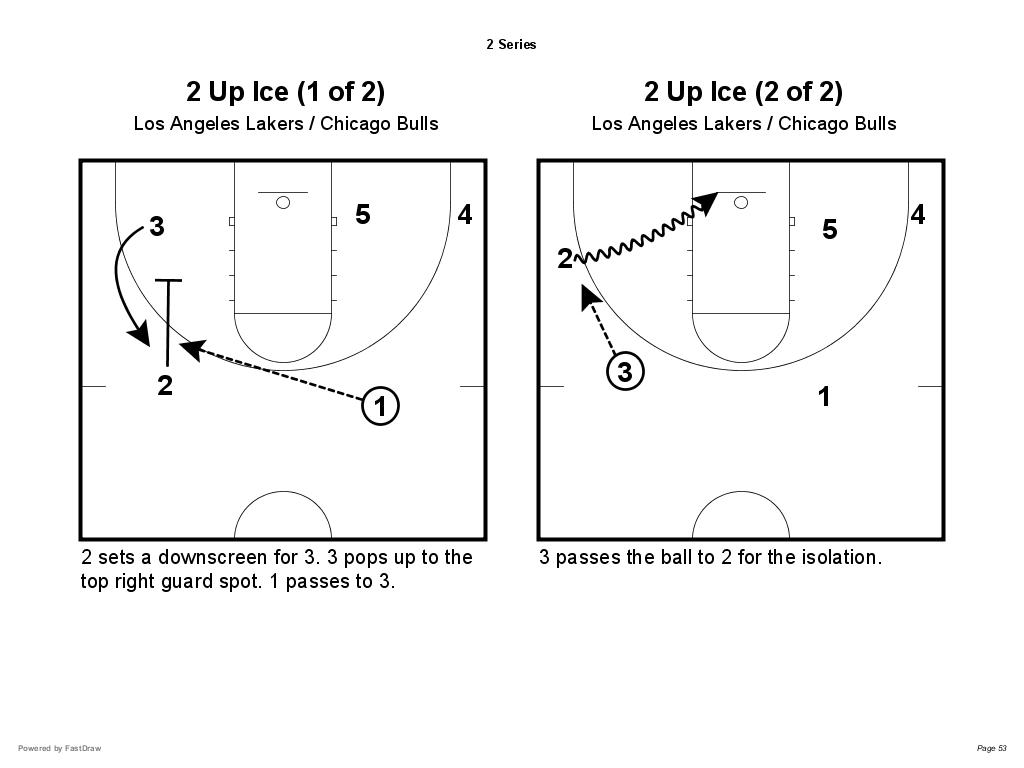 2 Series
2 Up Ice (1 of 2)
Los Angeles Lakers / Chicago Bulls
3
5
4
2
1
2 sets a downscreen for 3. 3 pops up to the
top right guard spot. 1 passes to 3.
2 Up Ice (2 of 2)
Los Angeles Lakers / Chicago Bulls
4
5
2
3
1
3 passes the ball to 2 for the isolation.
Powered by FastDraw
Page 53